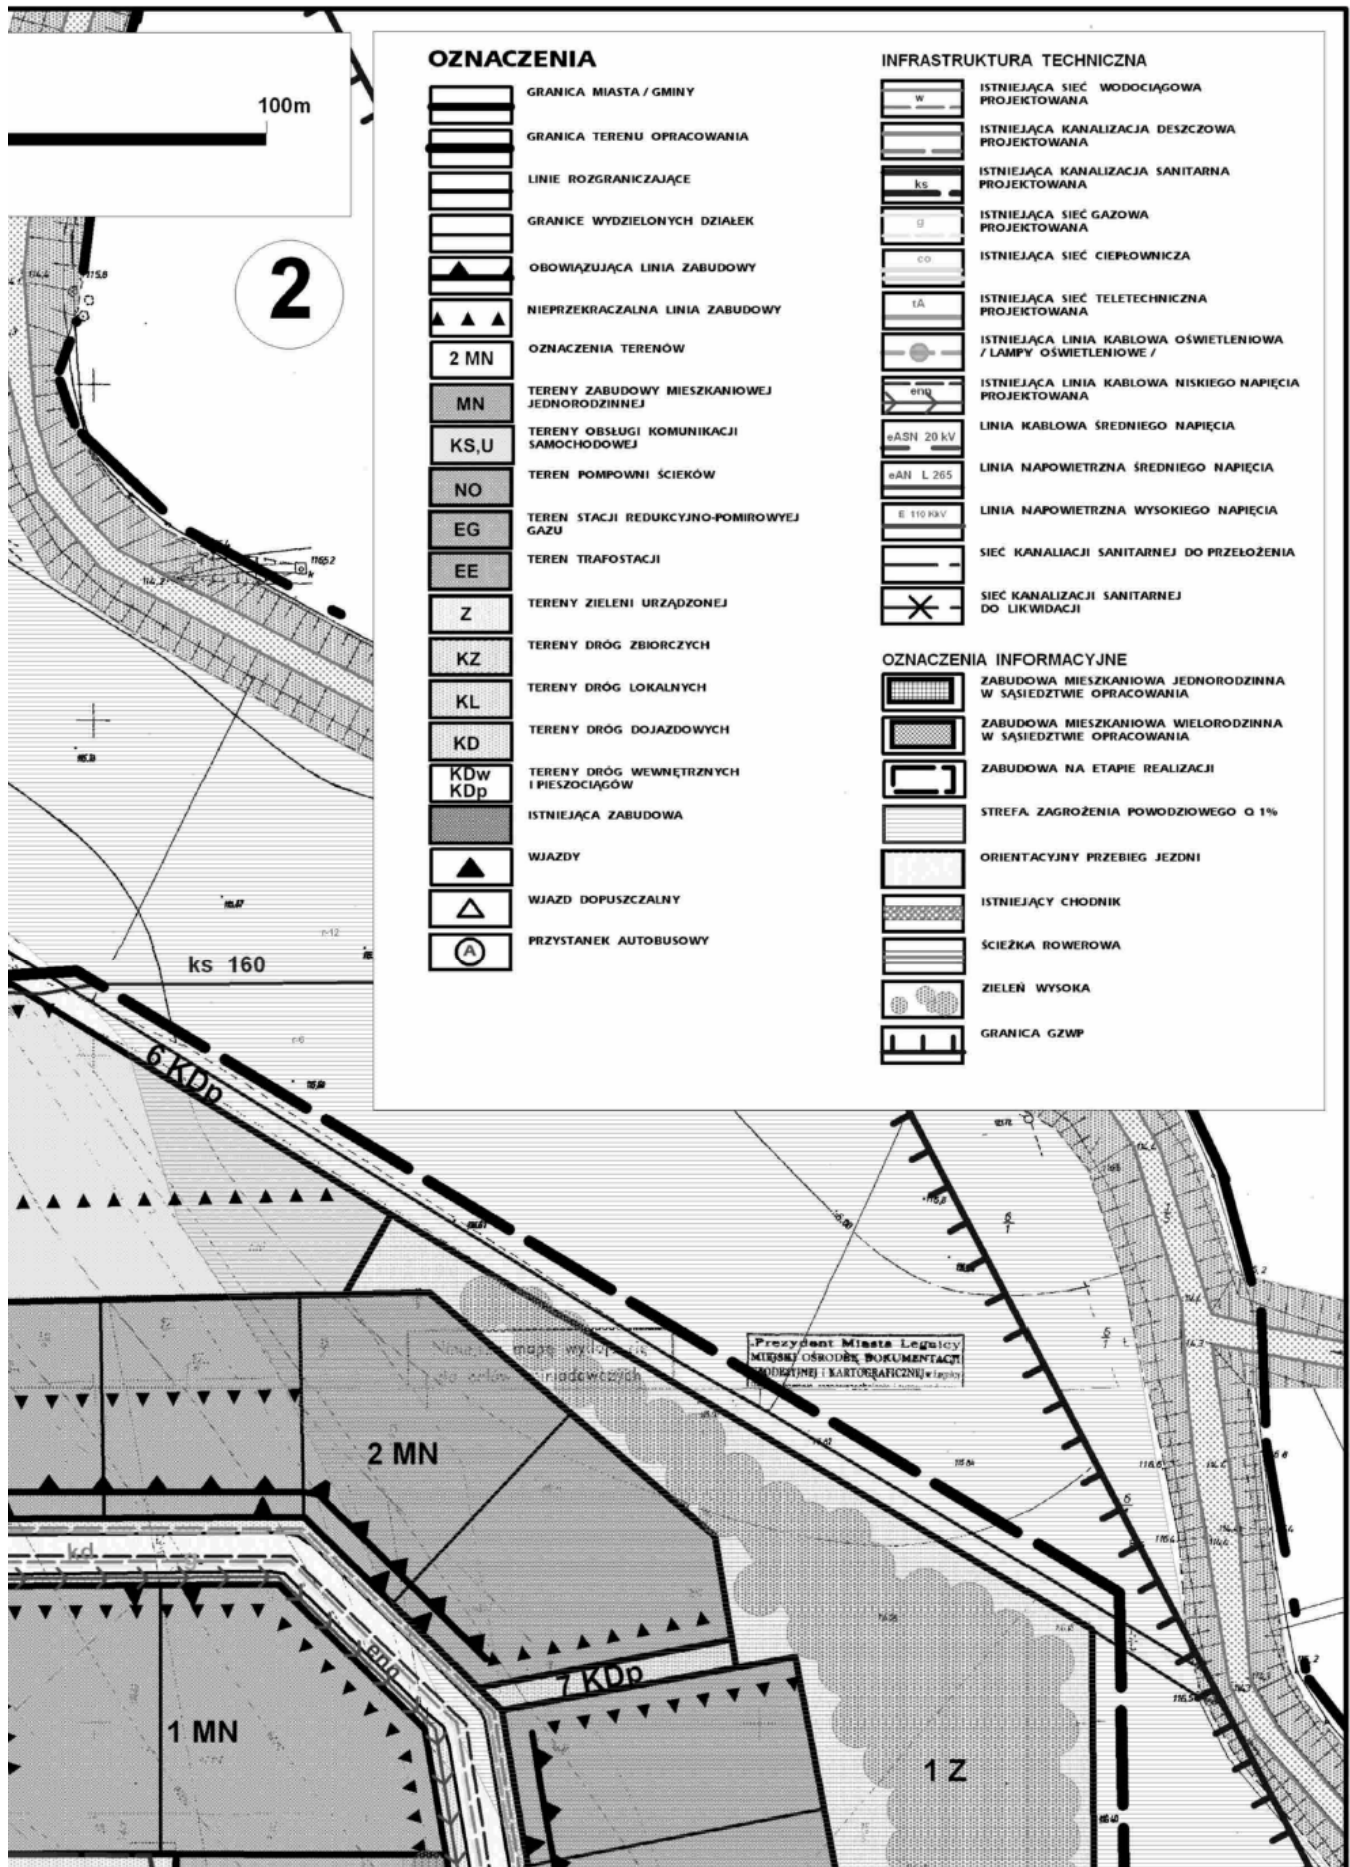 100m
2
OZNACZENIA
GRANICA MIASTA / GMINY
GRANICA TERENU OPRACOWANIA
LINIE ROZGRANICZAJĄCE
GRANICE WYDZIELONYCH DZIAŁEK
OBOWIĄZUJĄCA LINIA ZABUDOWY
NIEPRZEKRACZALNA LINIA ZABUDOWY
2 MN
OZNACZENIA TERENÓW
MN
TERENY ZABUDOWY MIESZKANIOWEJ
JEDNORODZINNEJ
KS,U
TERENY OBSŁUGI KOMUNIKACJI
SAMOCHODOWEJ
NO
TEREN POMPOWNI ŚCIEKÓW
EG
TEREN STACJI REDUKCYJNO-POMIROWYEJ
GAZU
EE
TEREN TRAFOSTACJI
Z
TERENY ZIELENI URZĄDZONEJ
KZ
TERENY DRÓG ZBIORCZYCH
KL
TERENY DRÓG LOKALNYCH
KD
TERENY DRÓG DOJAZDOWYCH
KDw
KDp
TERENY DRÓG WEWNĘTRZNYCH
I PIESZOCIĄGÓW
ISTNIEJĄCA ZABUDOWA
WJAZDY
WJAZD DOPUSZCZALNY
A
PRZYSTANEK AUTOBUSOWY
INFRASTRUKTURA TECHNICZNA
w
ISTNIEJĄCA SIEĆ WODOCIĄGOWA
PROJEKTOWANA
ISTNIEJĄCA KANALIZACJA DESZCZOWA
PROJEKTOWANA
ks
ISTNIEJĄCA KANALIZACJA SANITARNA
PROJEKTOWANA
g
ISTNIEJĄCA SIEĆ GAZOWA
PROJEKTOWANA
co
ISTNIEJĄCA SIEĆ CIEPŁOWNICZA
tA
ISTNIEJĄCA SIEĆ TELETECHNICZNA
PROJEKTOWANA
ISTNIEJĄCA LINIA KABLOWA OŚWIETLENIOWA
/ LAMPY OŚWIETLENIOWE /
enn
ISTNIEJĄCA LINIA KABLOWA NISKIEGO NAPIĘCIA
PROJEKTOWANA
eASN 20 kV
LINIA KABLOWA ŚREDNIEGO NAPIĘCIA
eAN L 265
LINIA NAPOWIETRZNA ŚREDNIEGO NAPIĘCIA
E 110 KkV
LINIA NAPOWIETRZNA WYSOKIEGO NAPIĘCIA
SIEĆ KANALIACJI SANITARNEJ DO PRZEŁOŻENIA
SIEĆ KANALIZACJI SANITARNEJ
DO LIKWIDACJI
OZNACZENIA INFORMACYJNE
ZABUDOWA MIESZKANIOWA JEDNORODZINNA
W SĄSIEDZTWIE OPRACOWANIA
ZABUDOWA MIESZKANIOWA WIELORODZINNA
W SĄSIEDZTWIE OPRACOWANIA
ZABUDOWA NA ETAPIE REALIZACJI
STREFA ZAGROŻENIA POWODZIOWEGO Q 1%
ORIENTACYJNY PRZEBIEG JEZDNI
ISTNIEJĄCY CHODNIK
ŚCIEŻKA ROWEROWA
ZIELEŃ WYSOKA
GRANICA GZWP
ks 160
6 KDp
Prezydent Miasta Legnicy
MIEJSKI OŚRODEK DOKUMENTACJI
GEODEZYJNEJ i KARTOGRAFICZNEJ
2 MN
kd
enn
7 KDp
1 MN
1 Z